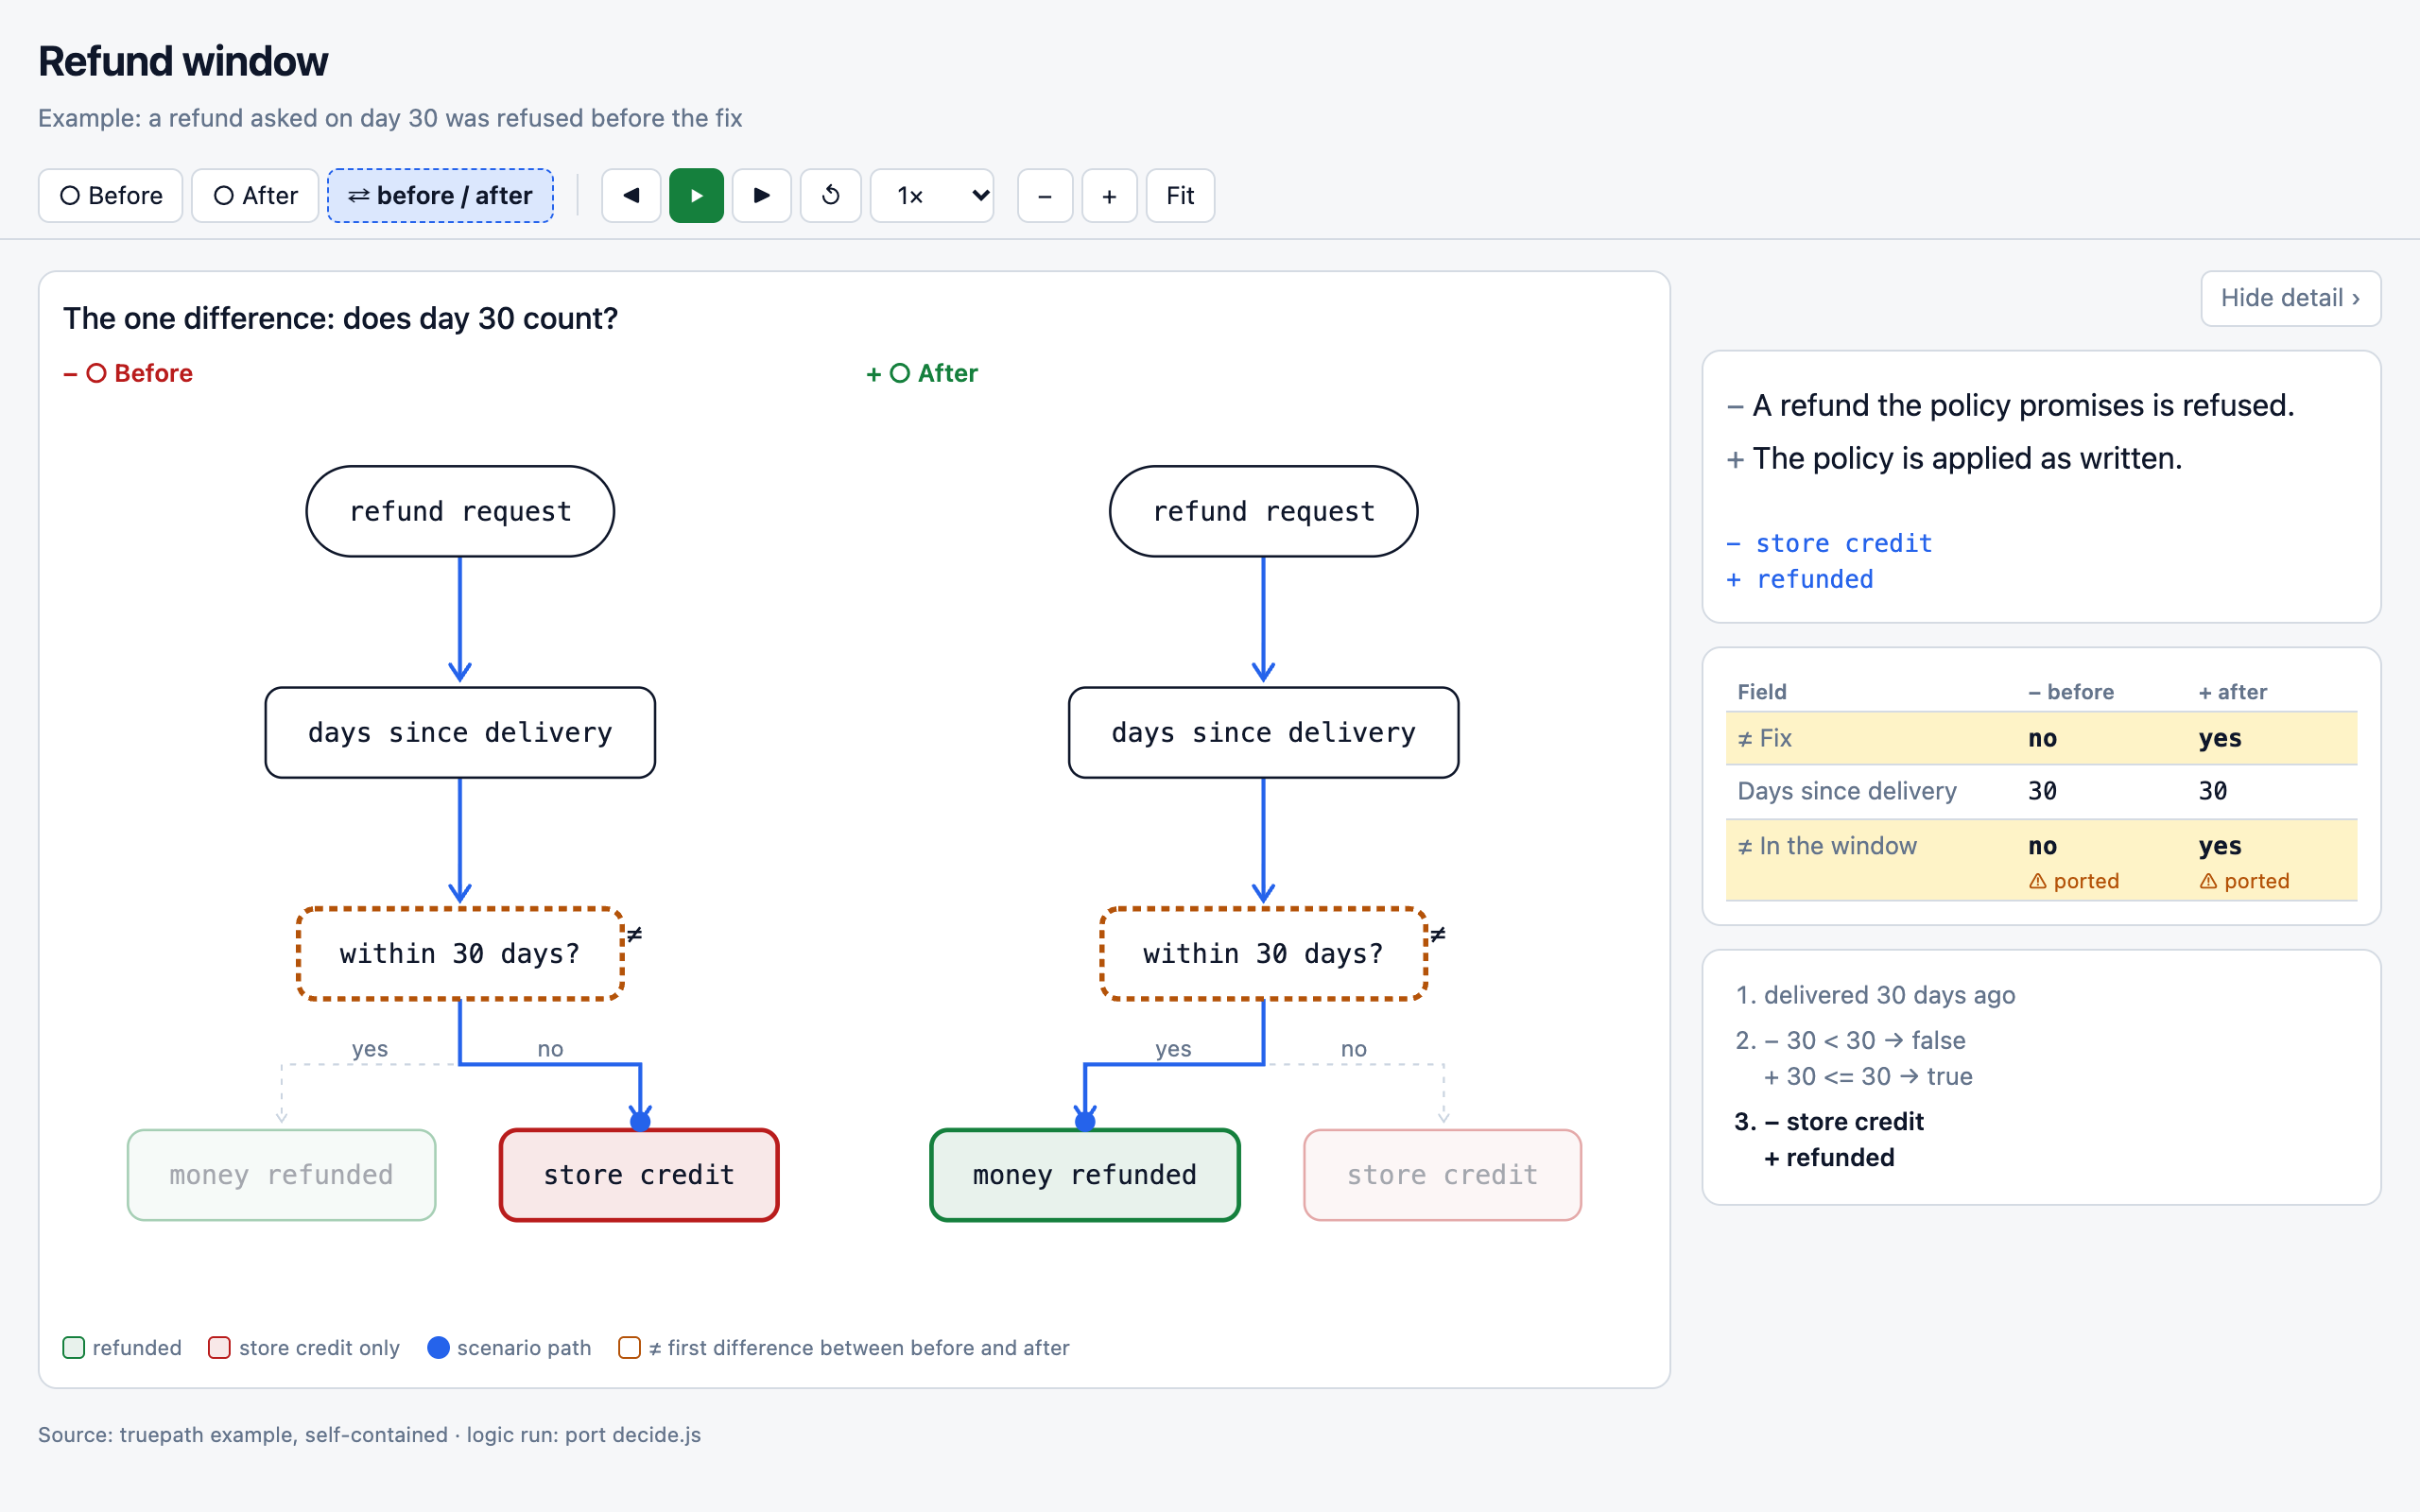 Refund window
Example: a refund asked on day 30 was refused before the fix
Before
After
⇄ before / after
1×
–
+
Fit
The one difference: does day 30 count?
– Before
+ After
refund request
days since delivery
within 30 days? ≠
yes
no
money refunded
store credit
refund request
days since delivery
within 30 days? ≠
yes
no
money refunded
store credit
refunded
store credit only
scenario path
≠ first difference between before and after
Hide detail ›
– A refund the policy promises is refused.
+ The policy is applied as written.
– store credit
+ refunded
Field – before + after
≠ Fix no yes
Days since delivery 30 30
≠ In the window no yes
⚠ ported ⚠ ported
1. delivered 30 days ago
2. – 30 < 30 → false
+ 30 <= 30 → true
3. – store credit
+ refunded
Source: truepath example, self-contained · logic run: port decide.js